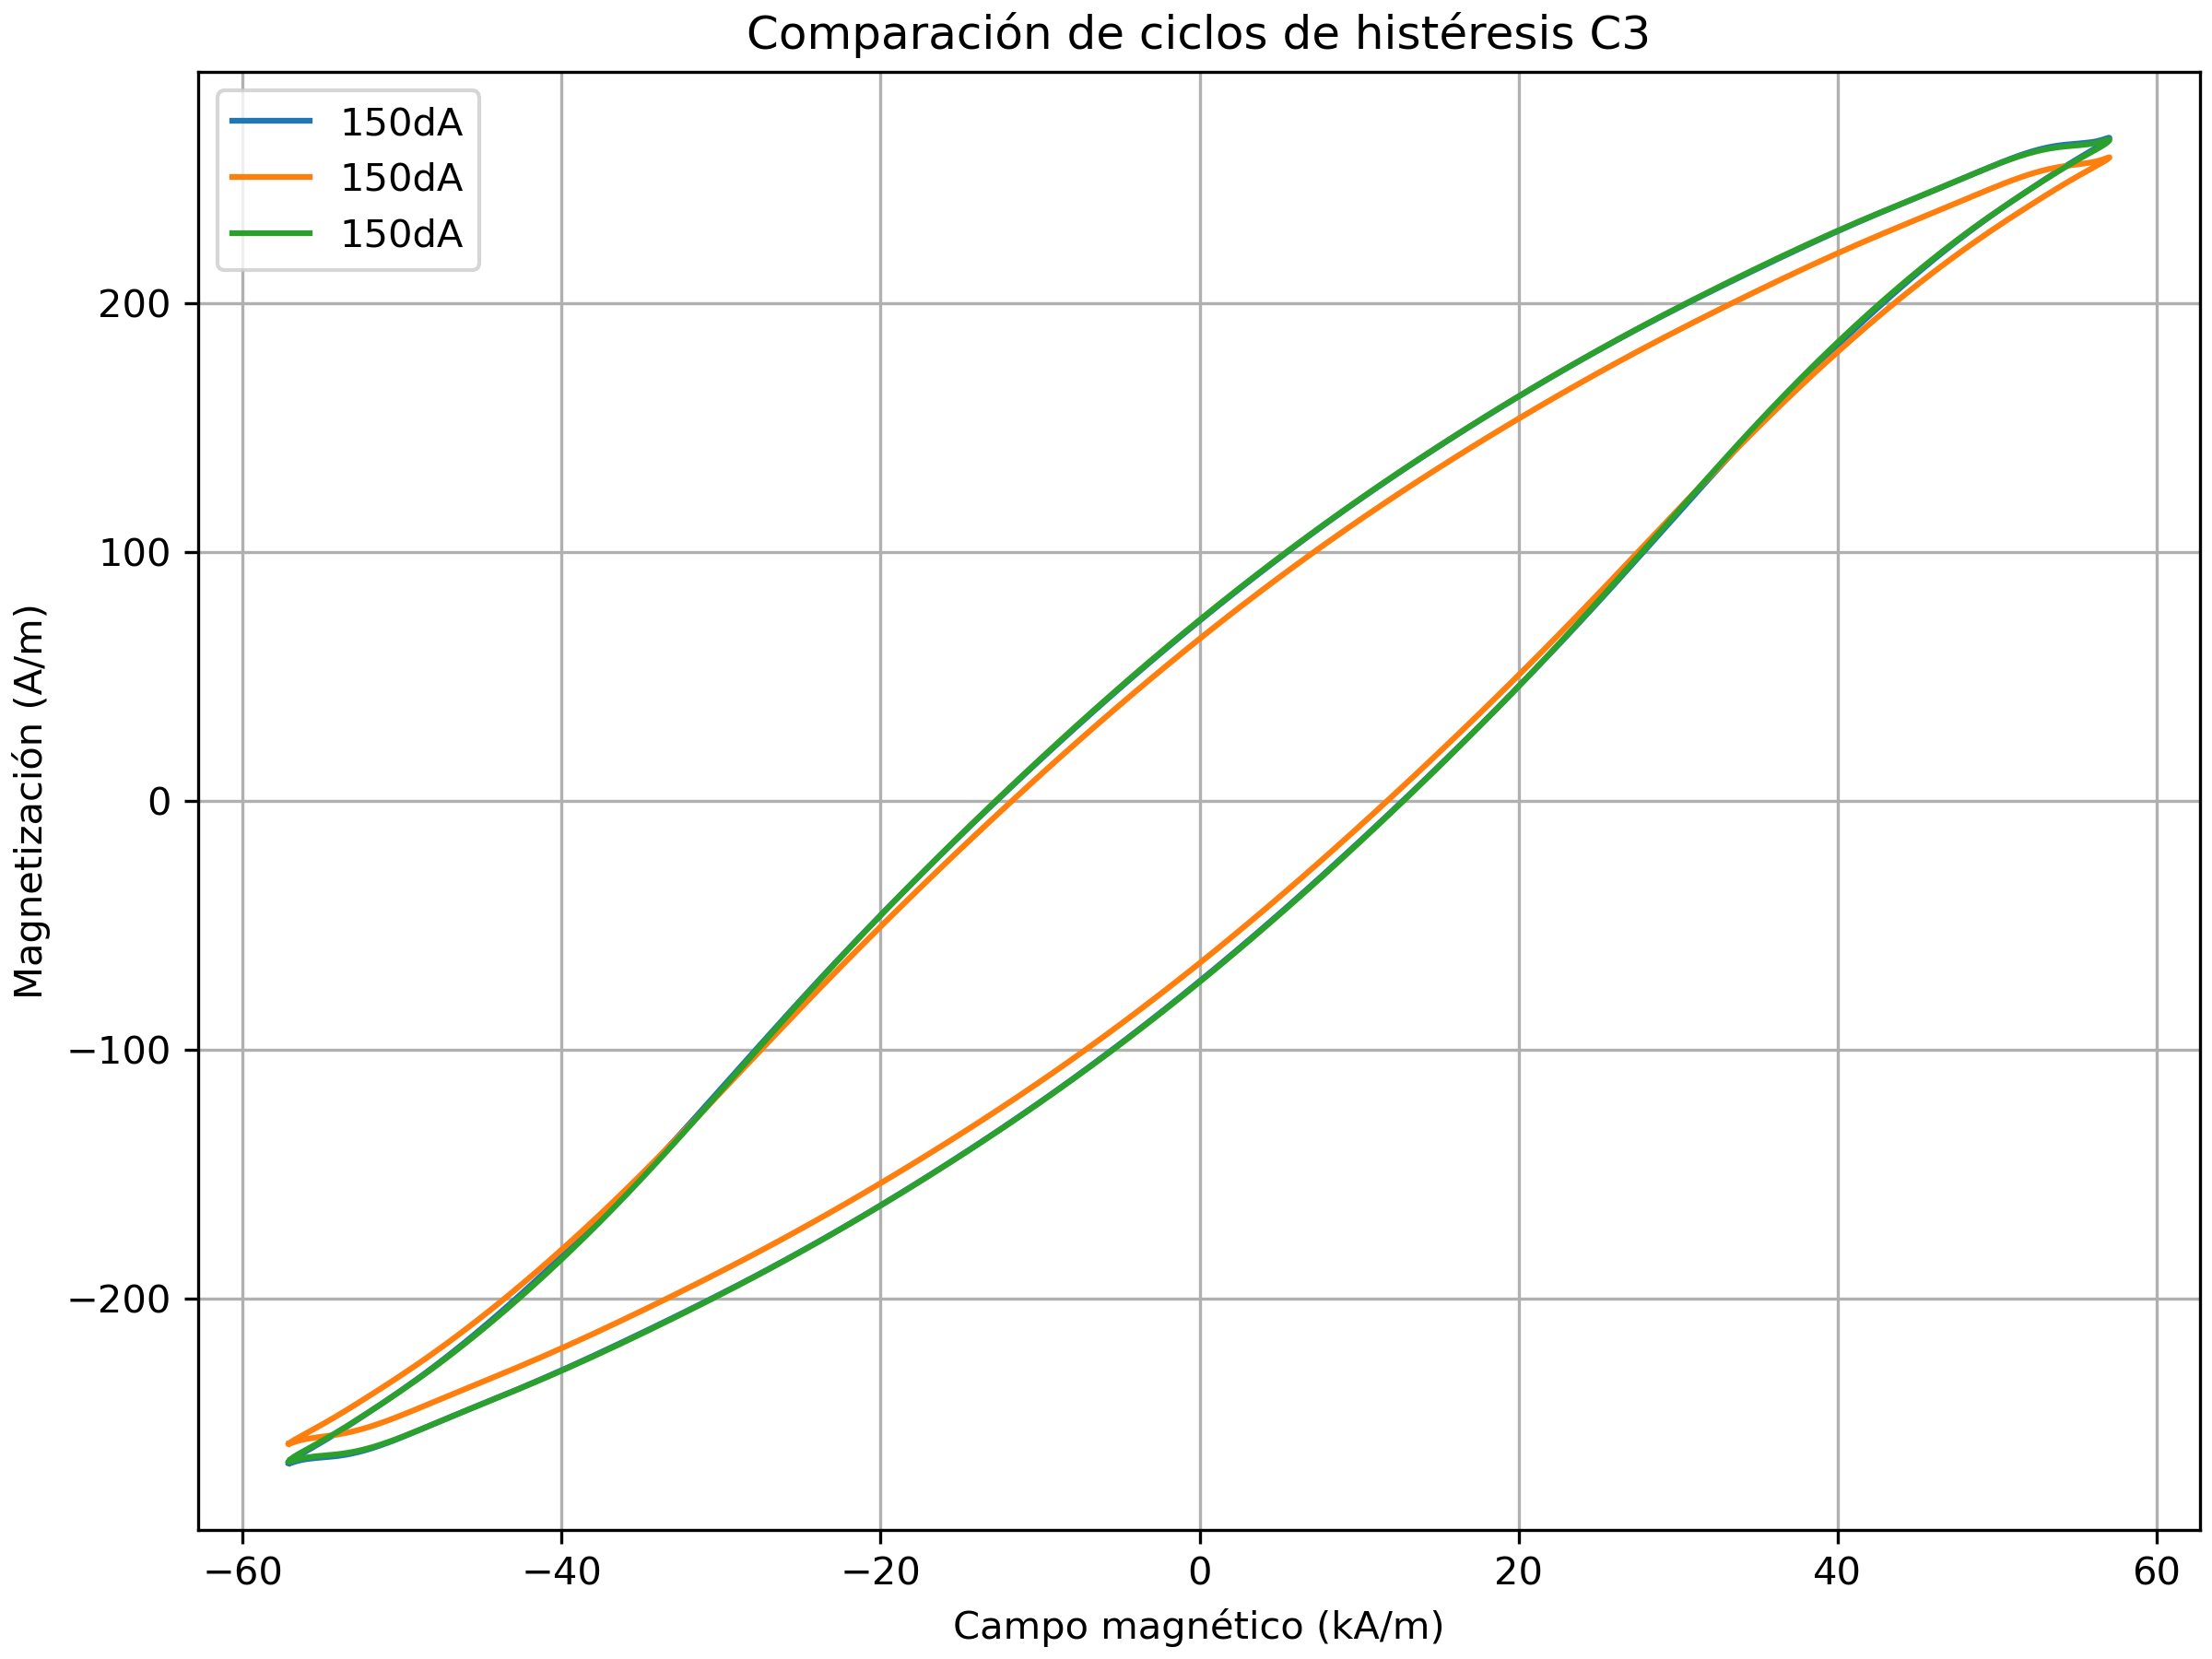 Comparación de ciclos de histéresis C3
150dA
150dA
150dA
200
100
0
−100
−200
Magnetización (A/m)
−60
−40
−20
0
20
40
60
Campo magnético (kA/m)